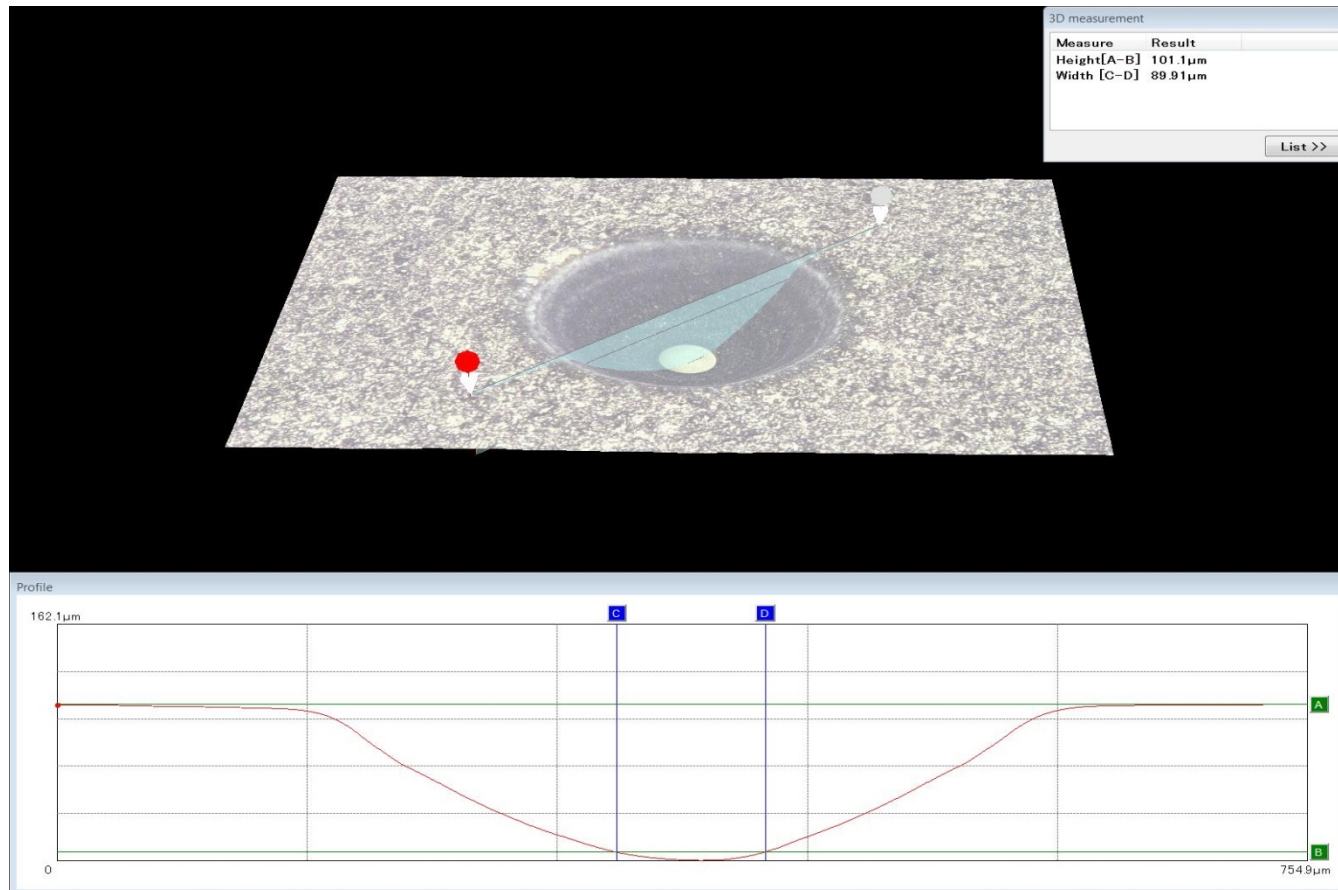 3D measurement
Measure Result
Height[A-B] 101.1μm
Width [C-D] 89.91μm
List >>
Profile
162.1μm
C D
A
B
0 754.9μm